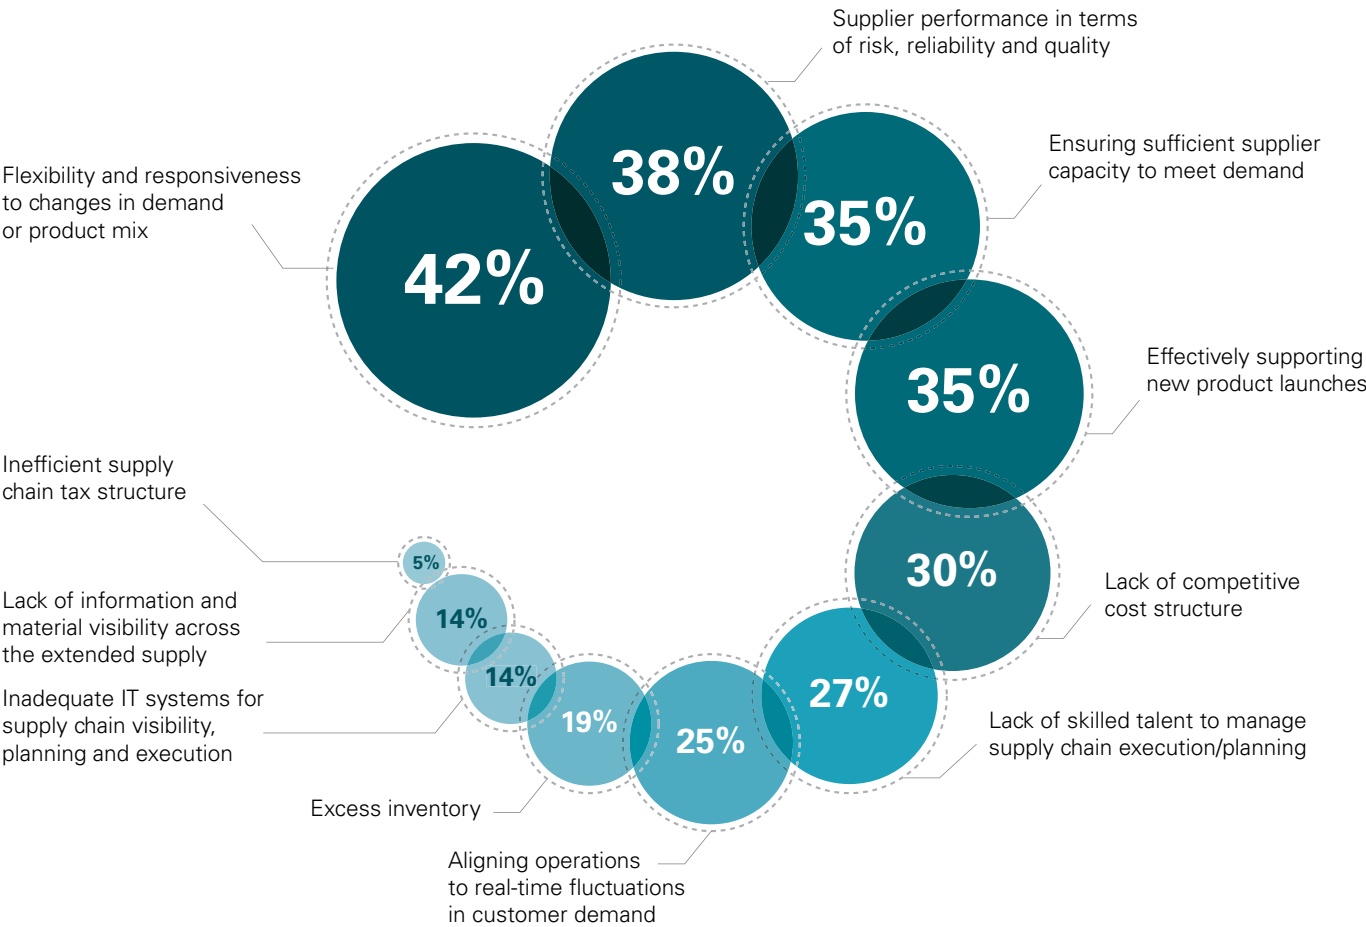 Supplier performance in terms
of risk, reliability and quality
38%
Ensuring sufficient supplier
capacity to meet demand
35%
Flexibility and responsiveness
to changes in demand
or product mix
42%
Effectively supporting
new product launches
35%
Inefficient supply
chain tax structure
5%
Lack of competitive
cost structure
30%
Lack of information and
material visibility across
the extended supply
14%
Inadequate IT systems for
supply chain visibility,
planning and execution
14%
Lack of skilled talent to manage
supply chain execution/planning
27%
Excess inventory
19%
Aligning operations
to real-time fluctuations
in customer demand
25%